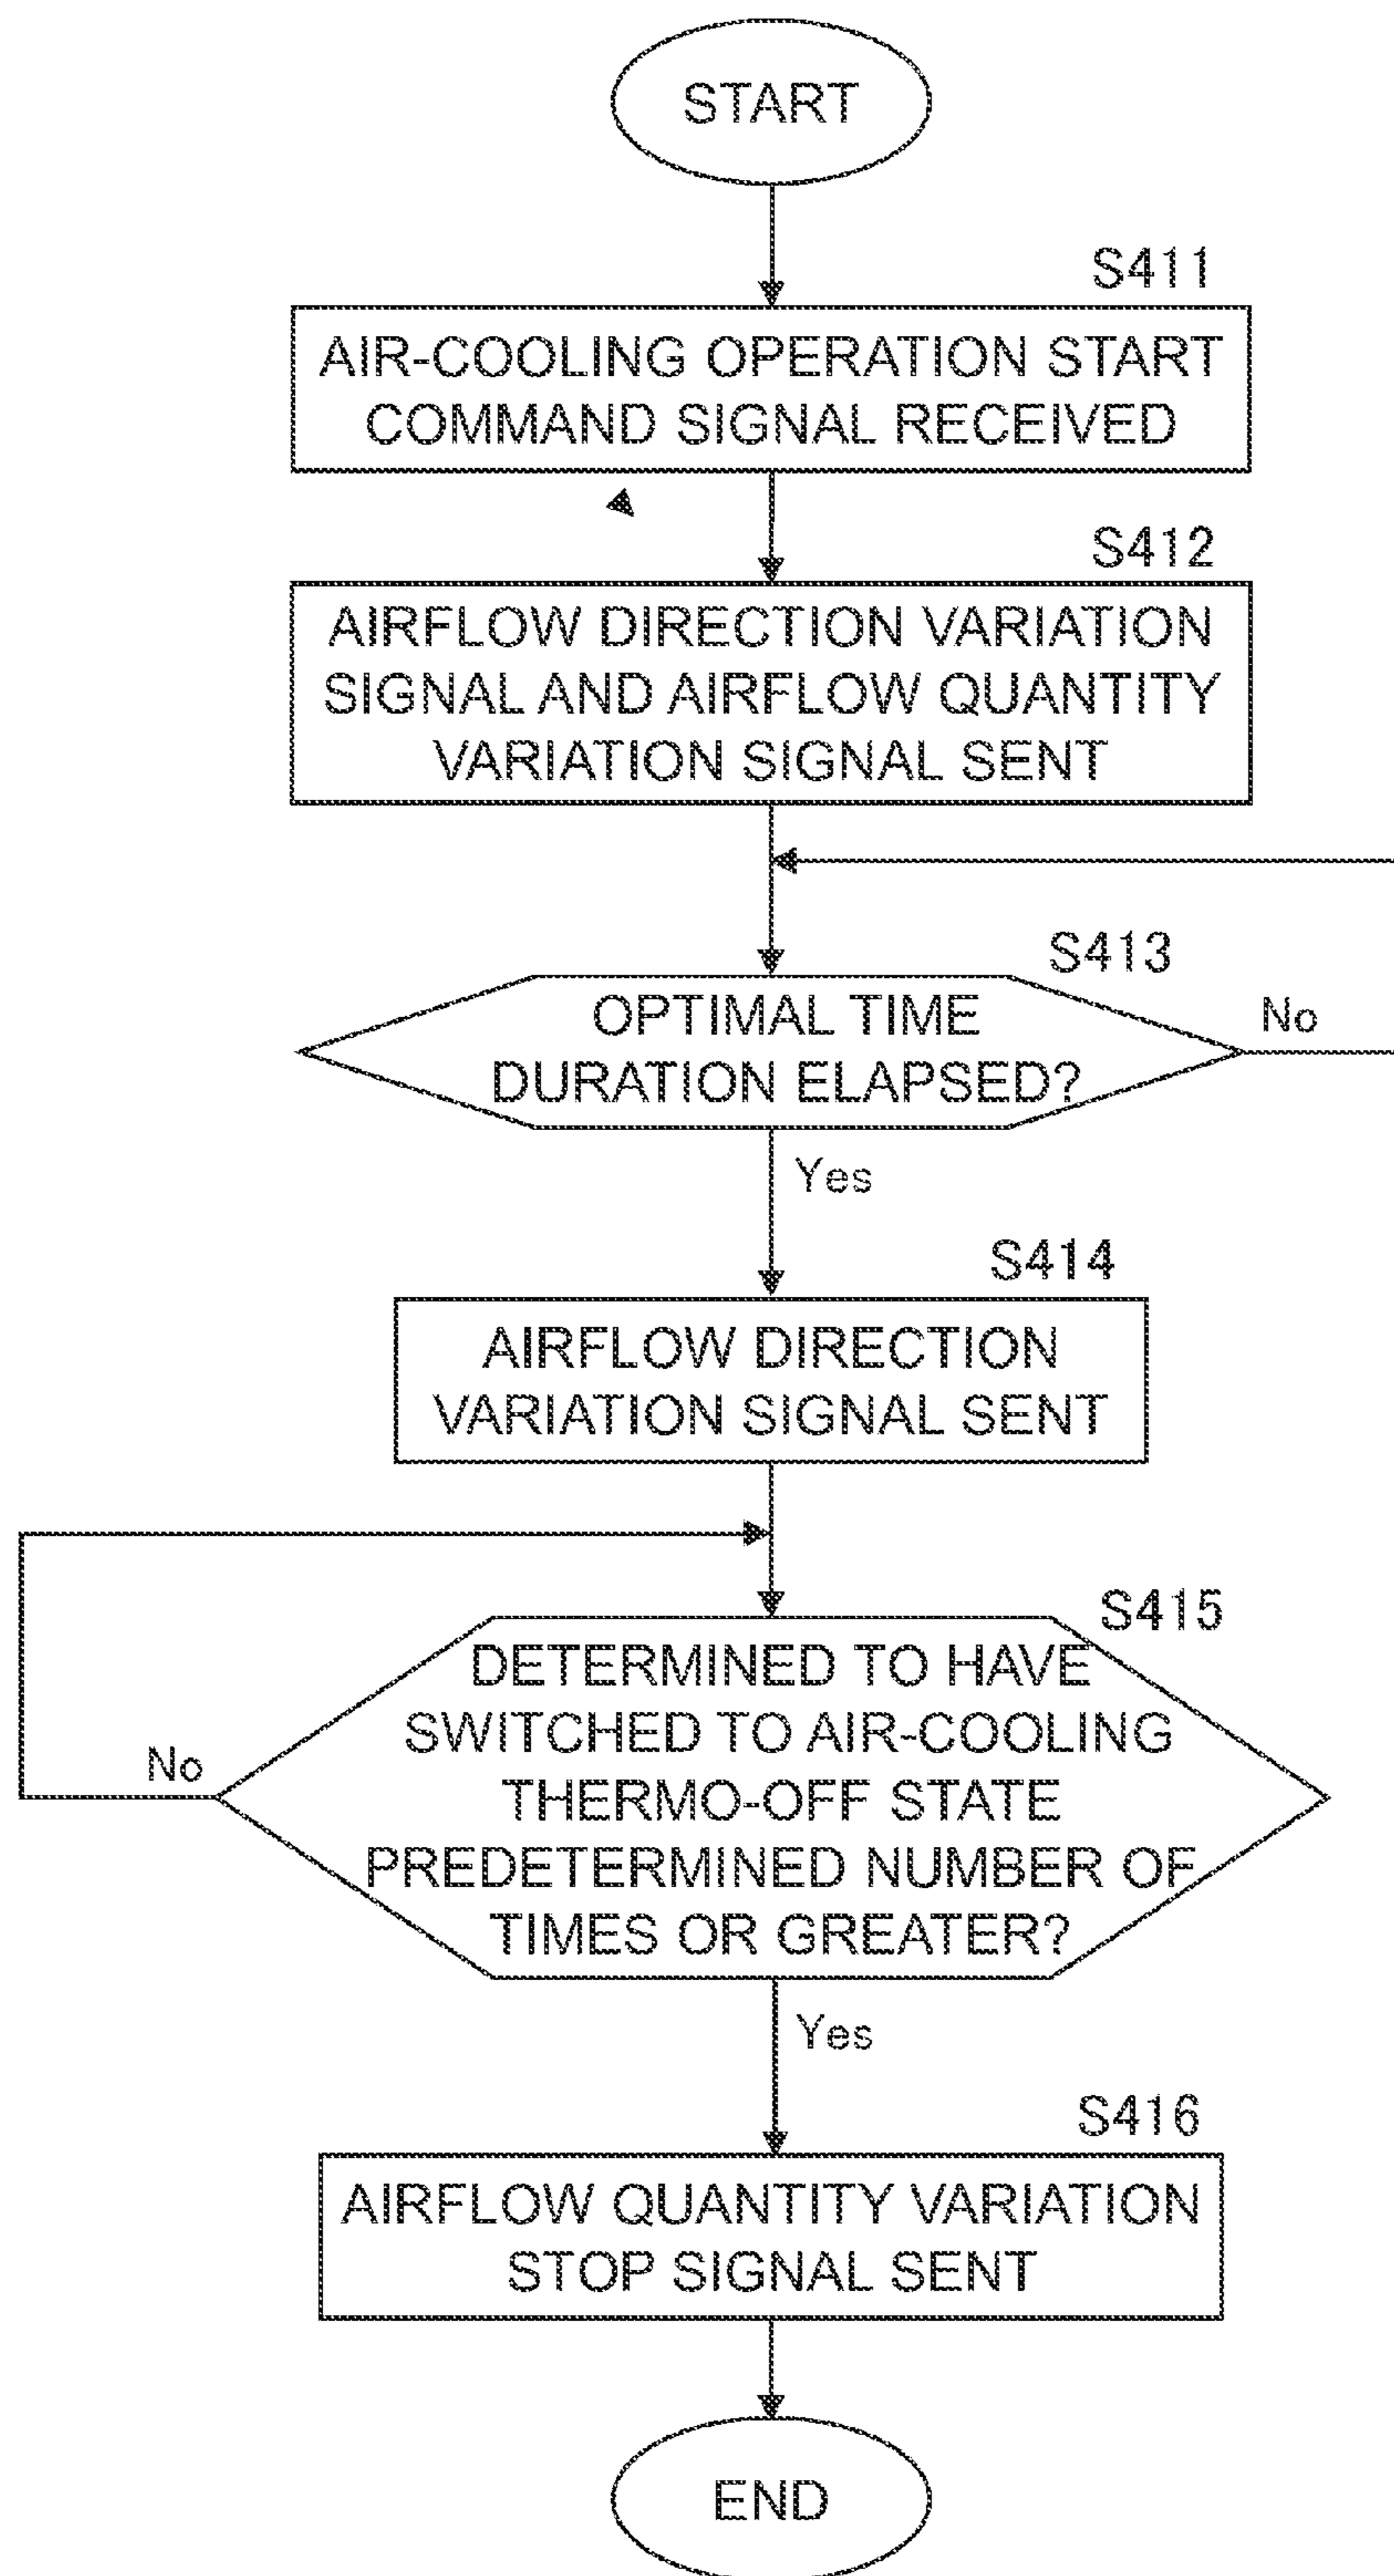 START
S411
AIR-COOLING OPERATION START
COMMAND SIGNAL RECEIVED
S412
AIRFLOW DIRECTION VARIATION
SIGNAL AND AIRFLOW QUANTITY
VARIATION SIGNAL SENT
S413
OPTIMAL TIME
DURATION ELAPSED?
No
Yes
S414
AIRFLOW DIRECTION
VARIATION SIGNAL SENT
S415
DETERMINED TO HAVE
SWITCHED TO AIR-COOLING
THERMO-OFF STATE
PREDETERMINED NUMBER OF
TIMES OR GREATER?
No
Yes
S416
AIRFLOW QUANTITY VARIATION
STOP SIGNAL SENT
END